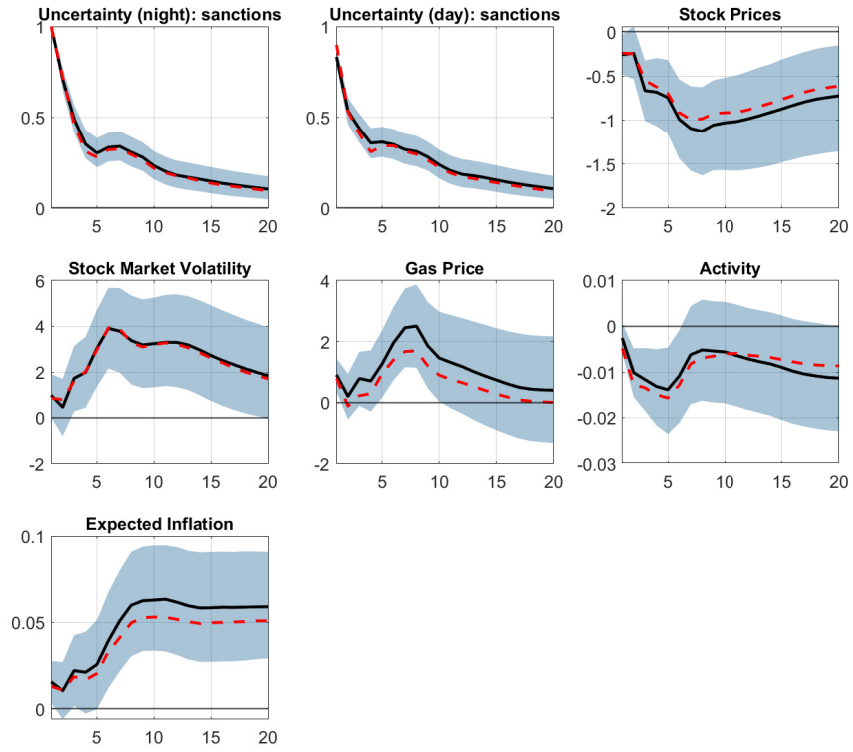 Uncertainty (night): sanctions
1
0.5
0
5 10 15 20
Uncertainty (day): sanctions
1
0.5
0
5 10 15 20
Stock Prices
0
-0.5
-1
-1.5
-2
5 10 15 20
Stock Market Volatility
6
4
2
0
-2
5 10 15 20
Gas Price
4
2
0
-2
5 10 15 20
Activity
0.01
0
-0.01
-0.02
-0.03
5 10 15 20
Expected Inflation
0.1
0.05
0
5 10 15 20